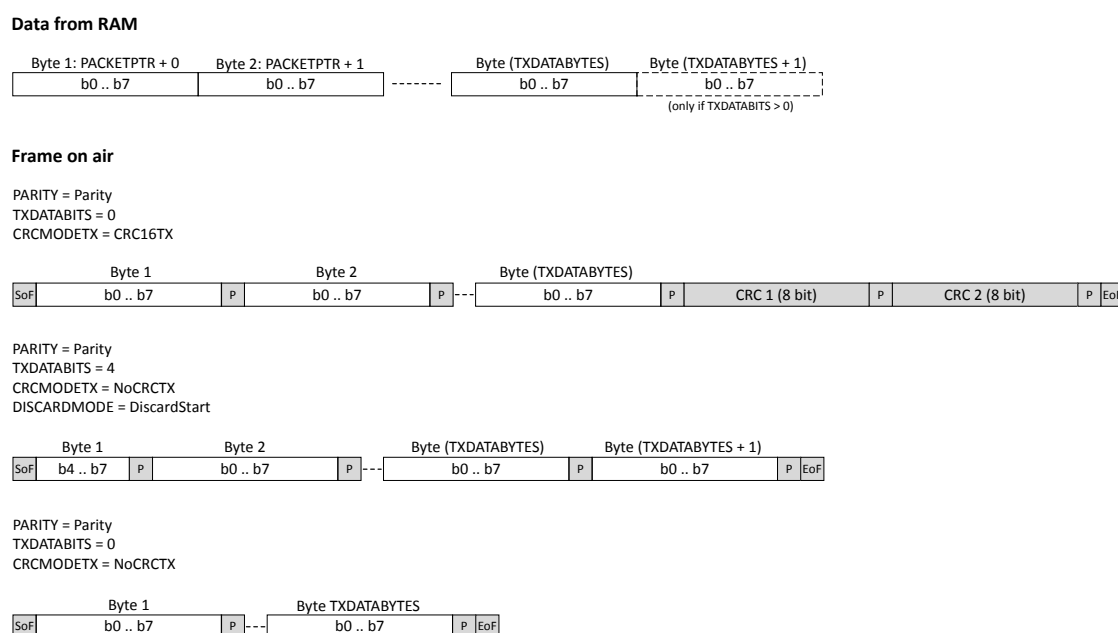 Data from RAM
Byte 1: PACKETPTR + 0 Byte 2: PACKETPTR + 1 Byte (TXDATABYTES) Byte (TXDATABYTES + 1)
b0 .. b7 b0 .. b7 b0 .. b7 b0 .. b7
(only if TXDATABITS > 0)
Frame on air
PARITY = Parity
TXDATABITS = 0
CRCMODETX = CRC16TX
Byte 1 Byte 2 Byte (TXDATABYTES)
SoF b0 .. b7 P b0 .. b7 P b0 .. b7 P CRC 1 (8 bit) P CRC 2 (8 bit) P EoF
PARITY = Parity
TXDATABITS = 4
CRCMODETX = NoCRCTX
DISCARDMODE = DiscardStart
Byte 1 Byte 2 Byte (TXDATABYTES) Byte (TXDATABYTES + 1)
SoF b4 .. b7 P b0 .. b7 P b0 .. b7 P b0 .. b7 P EoF
PARITY = Parity
TXDATABITS = 0
CRCMODETX = NoCRCTX
Byte 1 Byte TXDATABYTES
SoF b0 .. b7 P b0 .. b7 P EoF